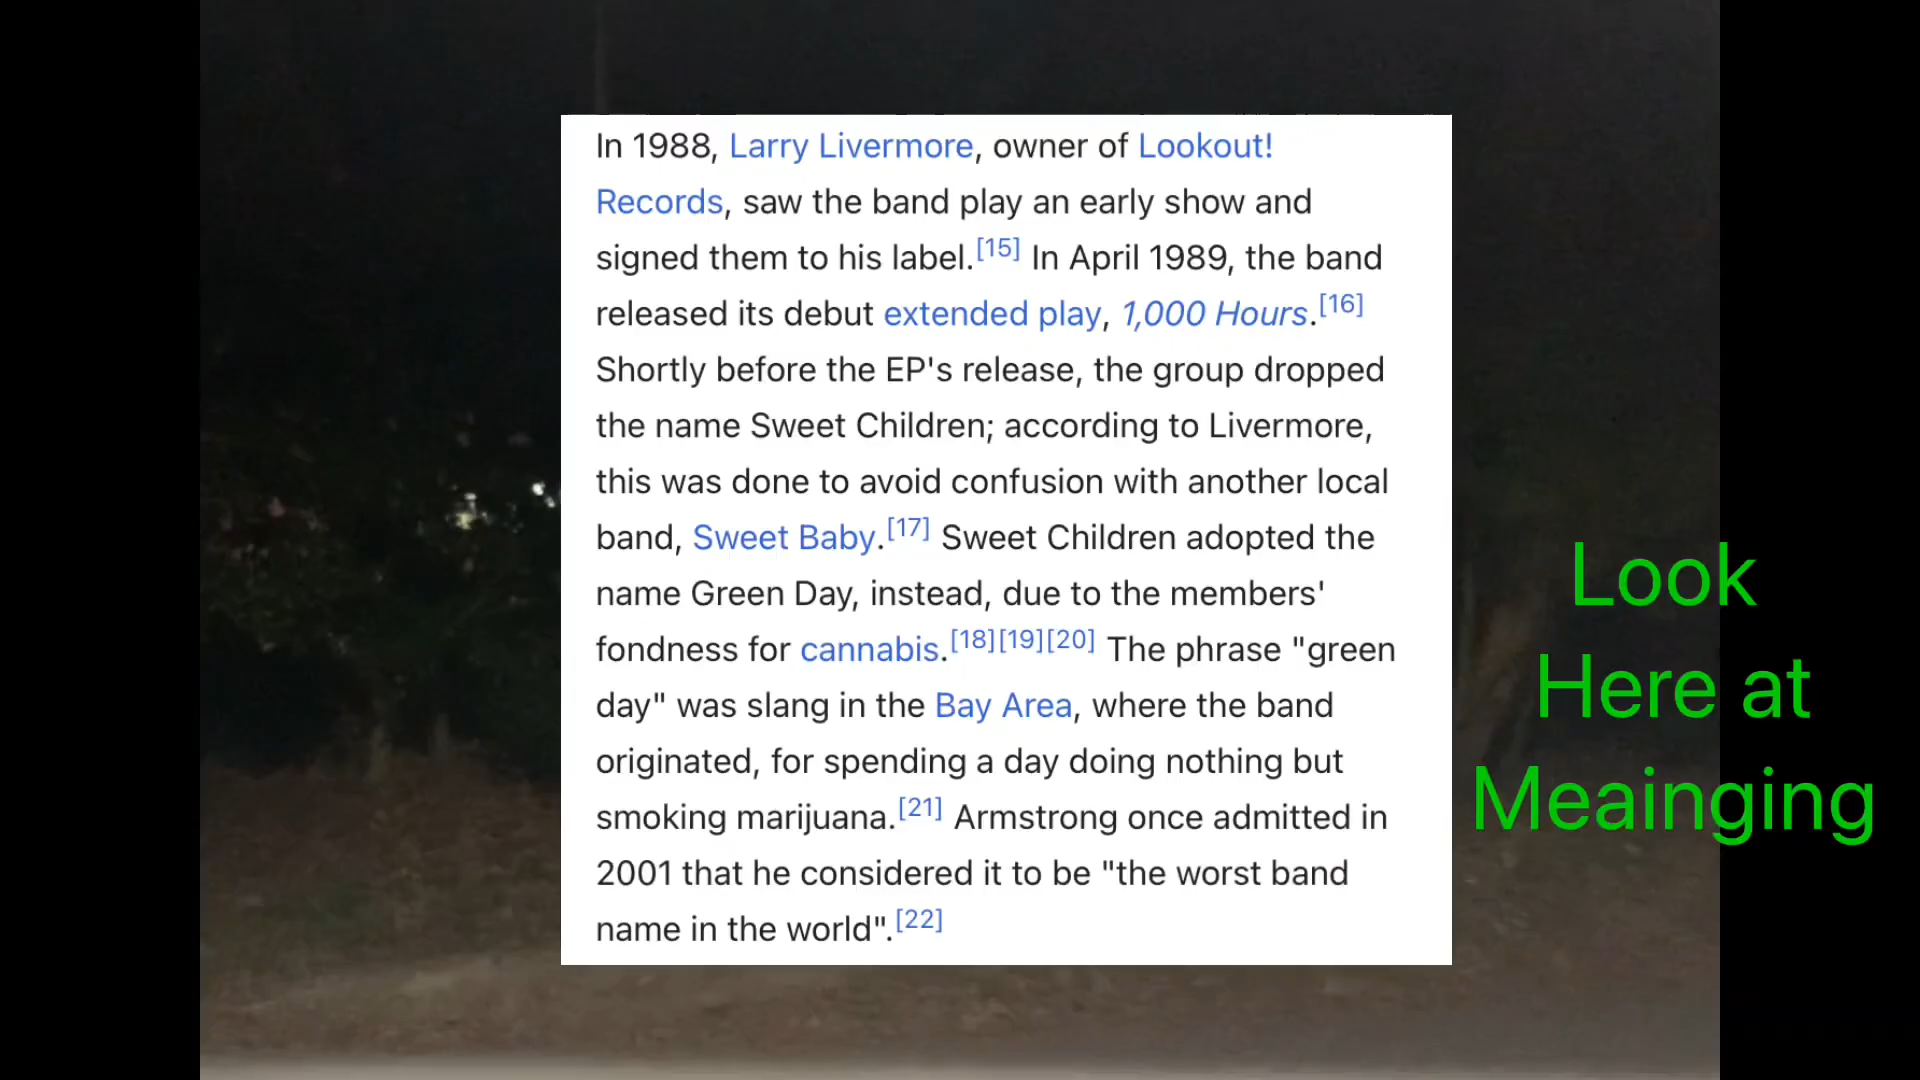 In 1988, Larry Livermore, owner of Lookout!
Records, saw the band play an early show and
signed them to his label.[15] In April 1989, the band
released its debut extended play, 1,000 Hours.[16]
Shortly before the EP's release, the group dropped
the name Sweet Children; according to Livermore,
this was done to avoid confusion with another local
band, Sweet Baby.[17] Sweet Children adopted the
name Green Day, instead, due to the members'
fondness for cannabis.[18][19][20] The phrase "green
day" was slang in the Bay Area, where the band
originated, for spending a day doing nothing but
smoking marijuana.[21] Armstrong once admitted in
2001 that he considered it to be "the worst band
name in the world".[22]
Look
Here at
Meainging